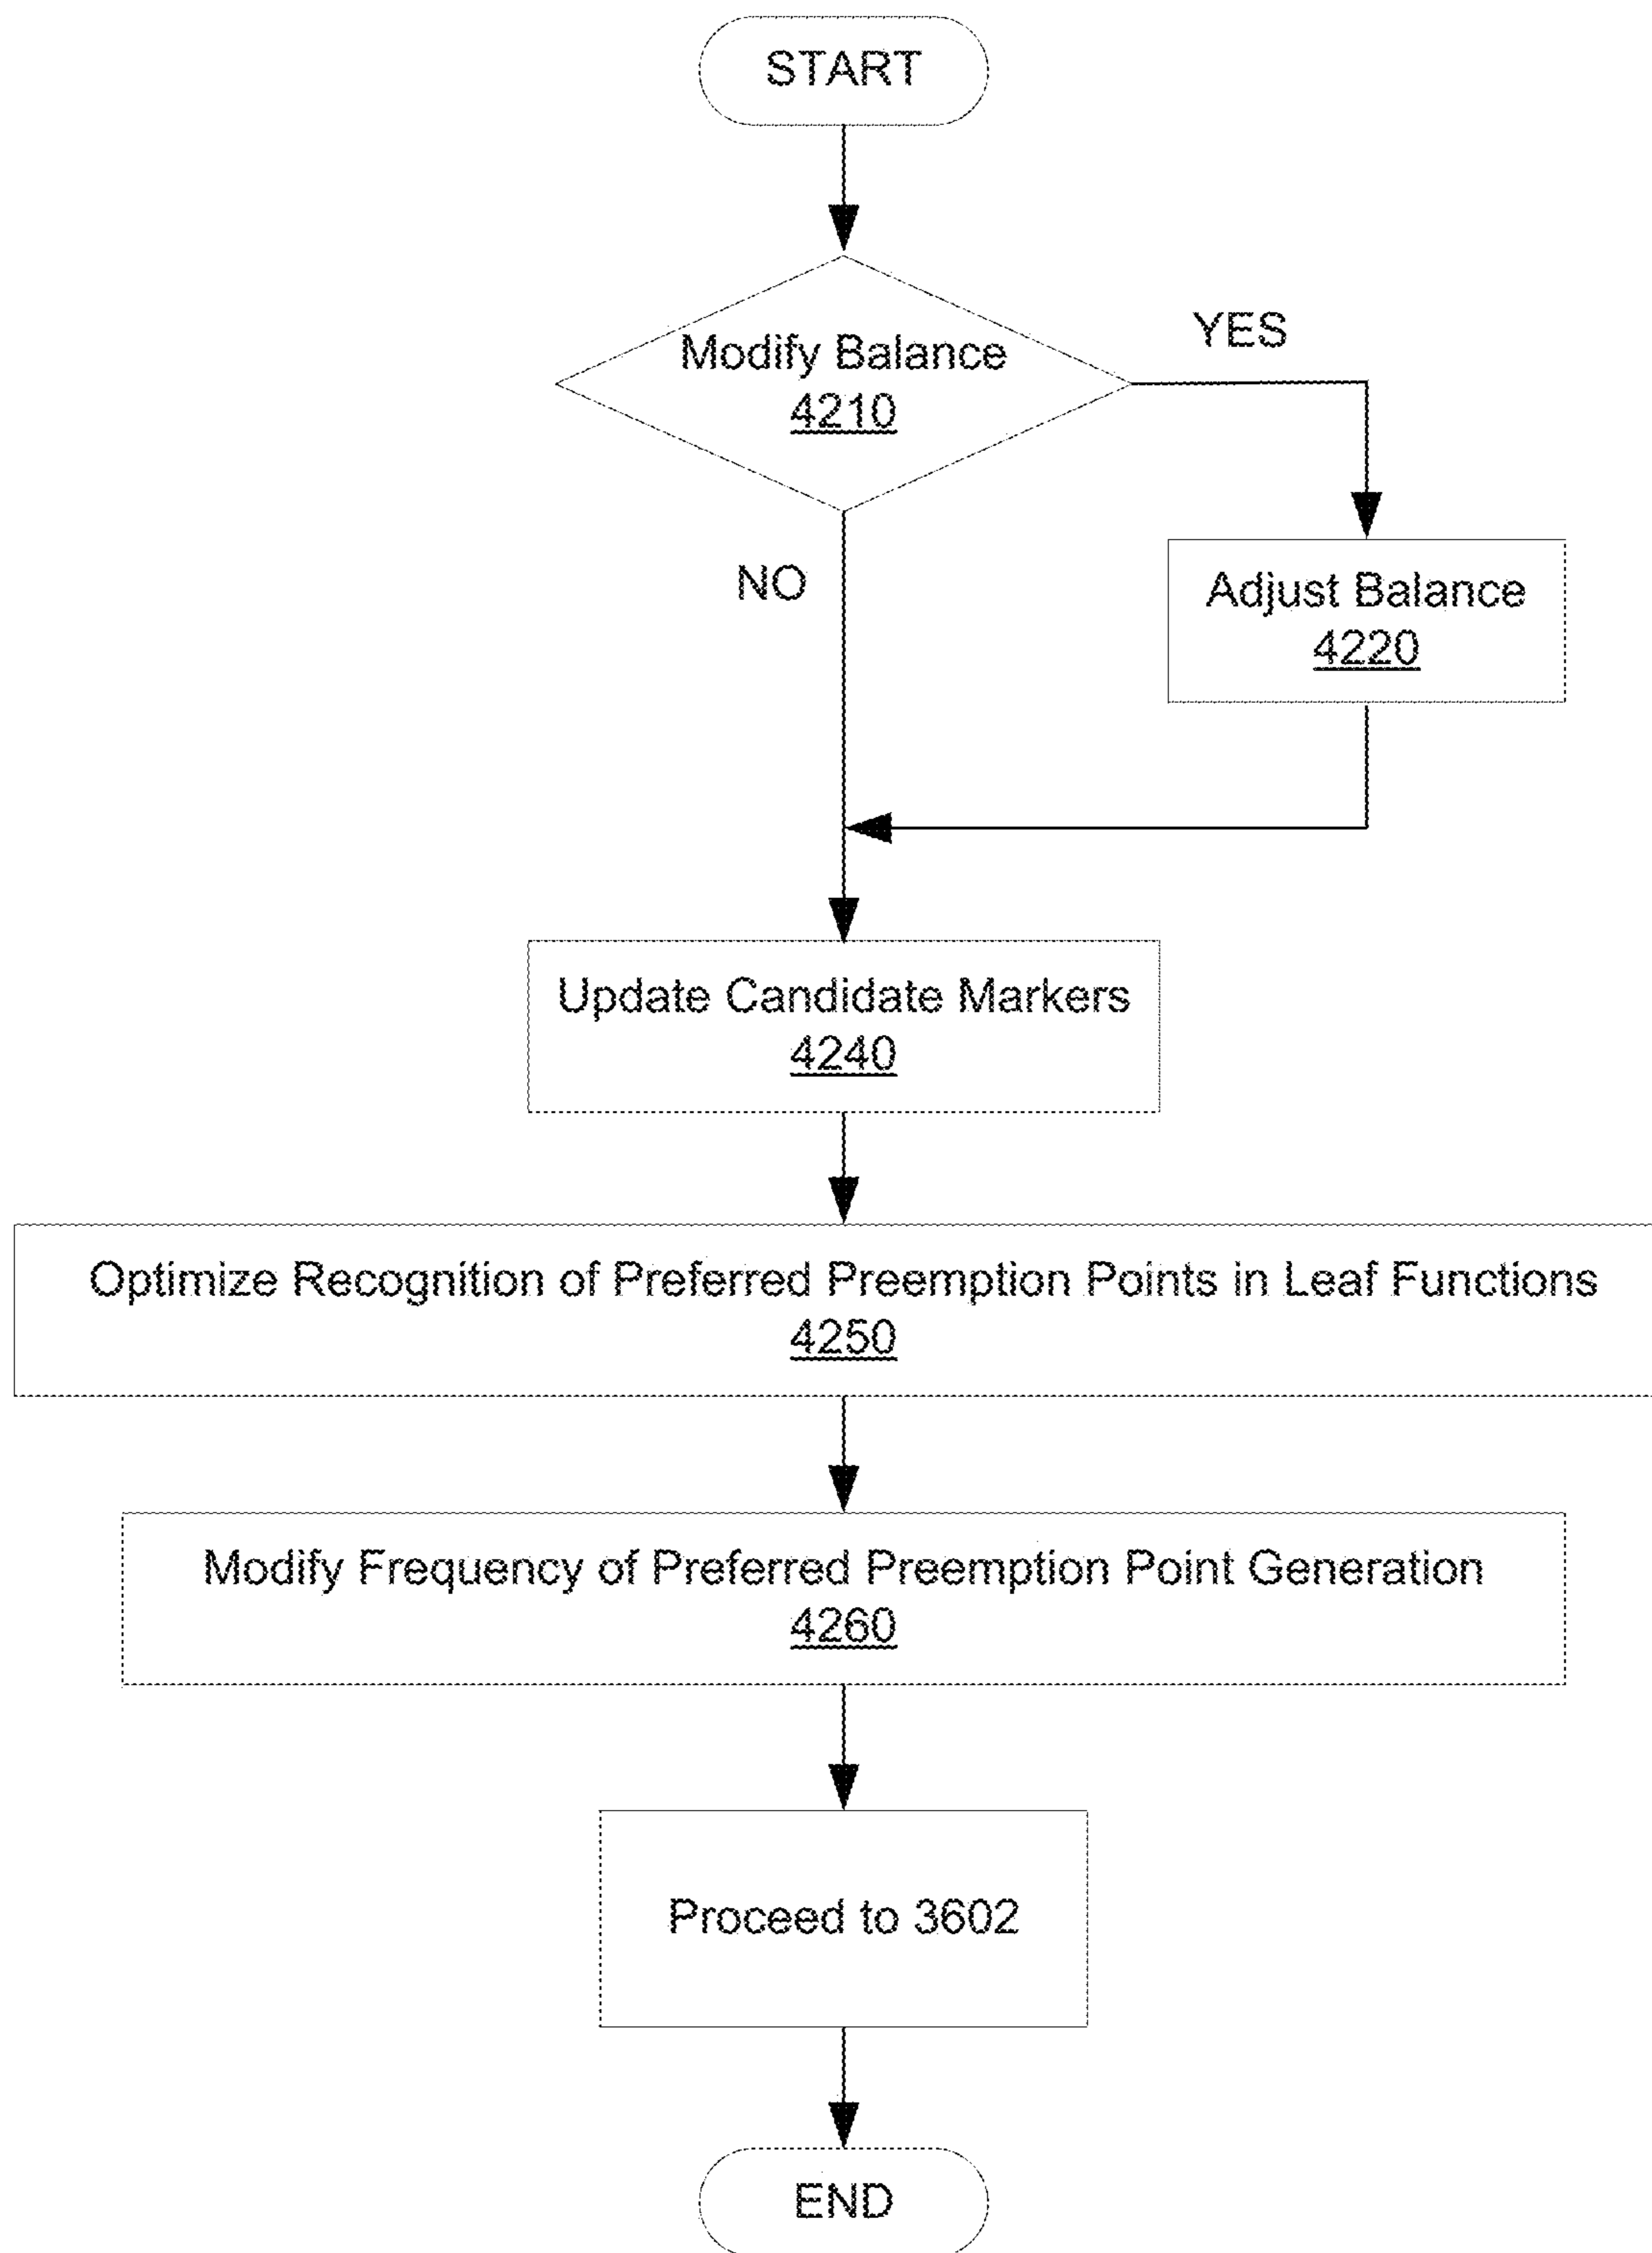 START
Modify Balance
4210
YES
NO
Adjust Balance
4220
Update Candidate Markers
4240
Optimize Recognition of Preferred Preemption Points in Leaf Functions
4250
Modify Frequency of Preferred Preemption Point Generation
4260
Proceed to 3602
END